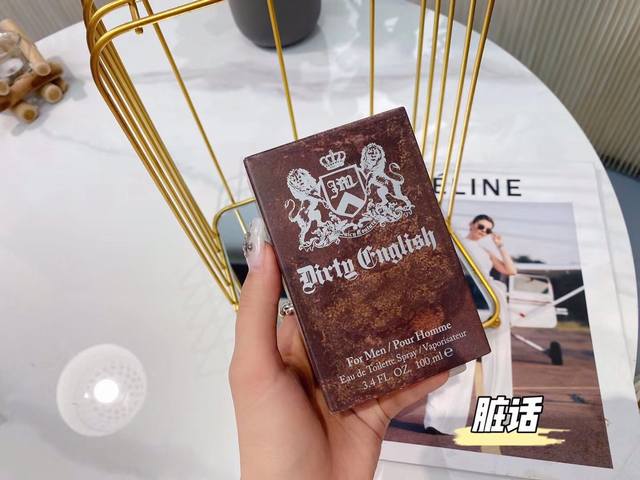 JM
Dirty English
For Men / Pour Homme
Eau de Toilette Spray / Vaporisateur
3.4 FL. OZ. 100 ml e
ÉLINE
脏话